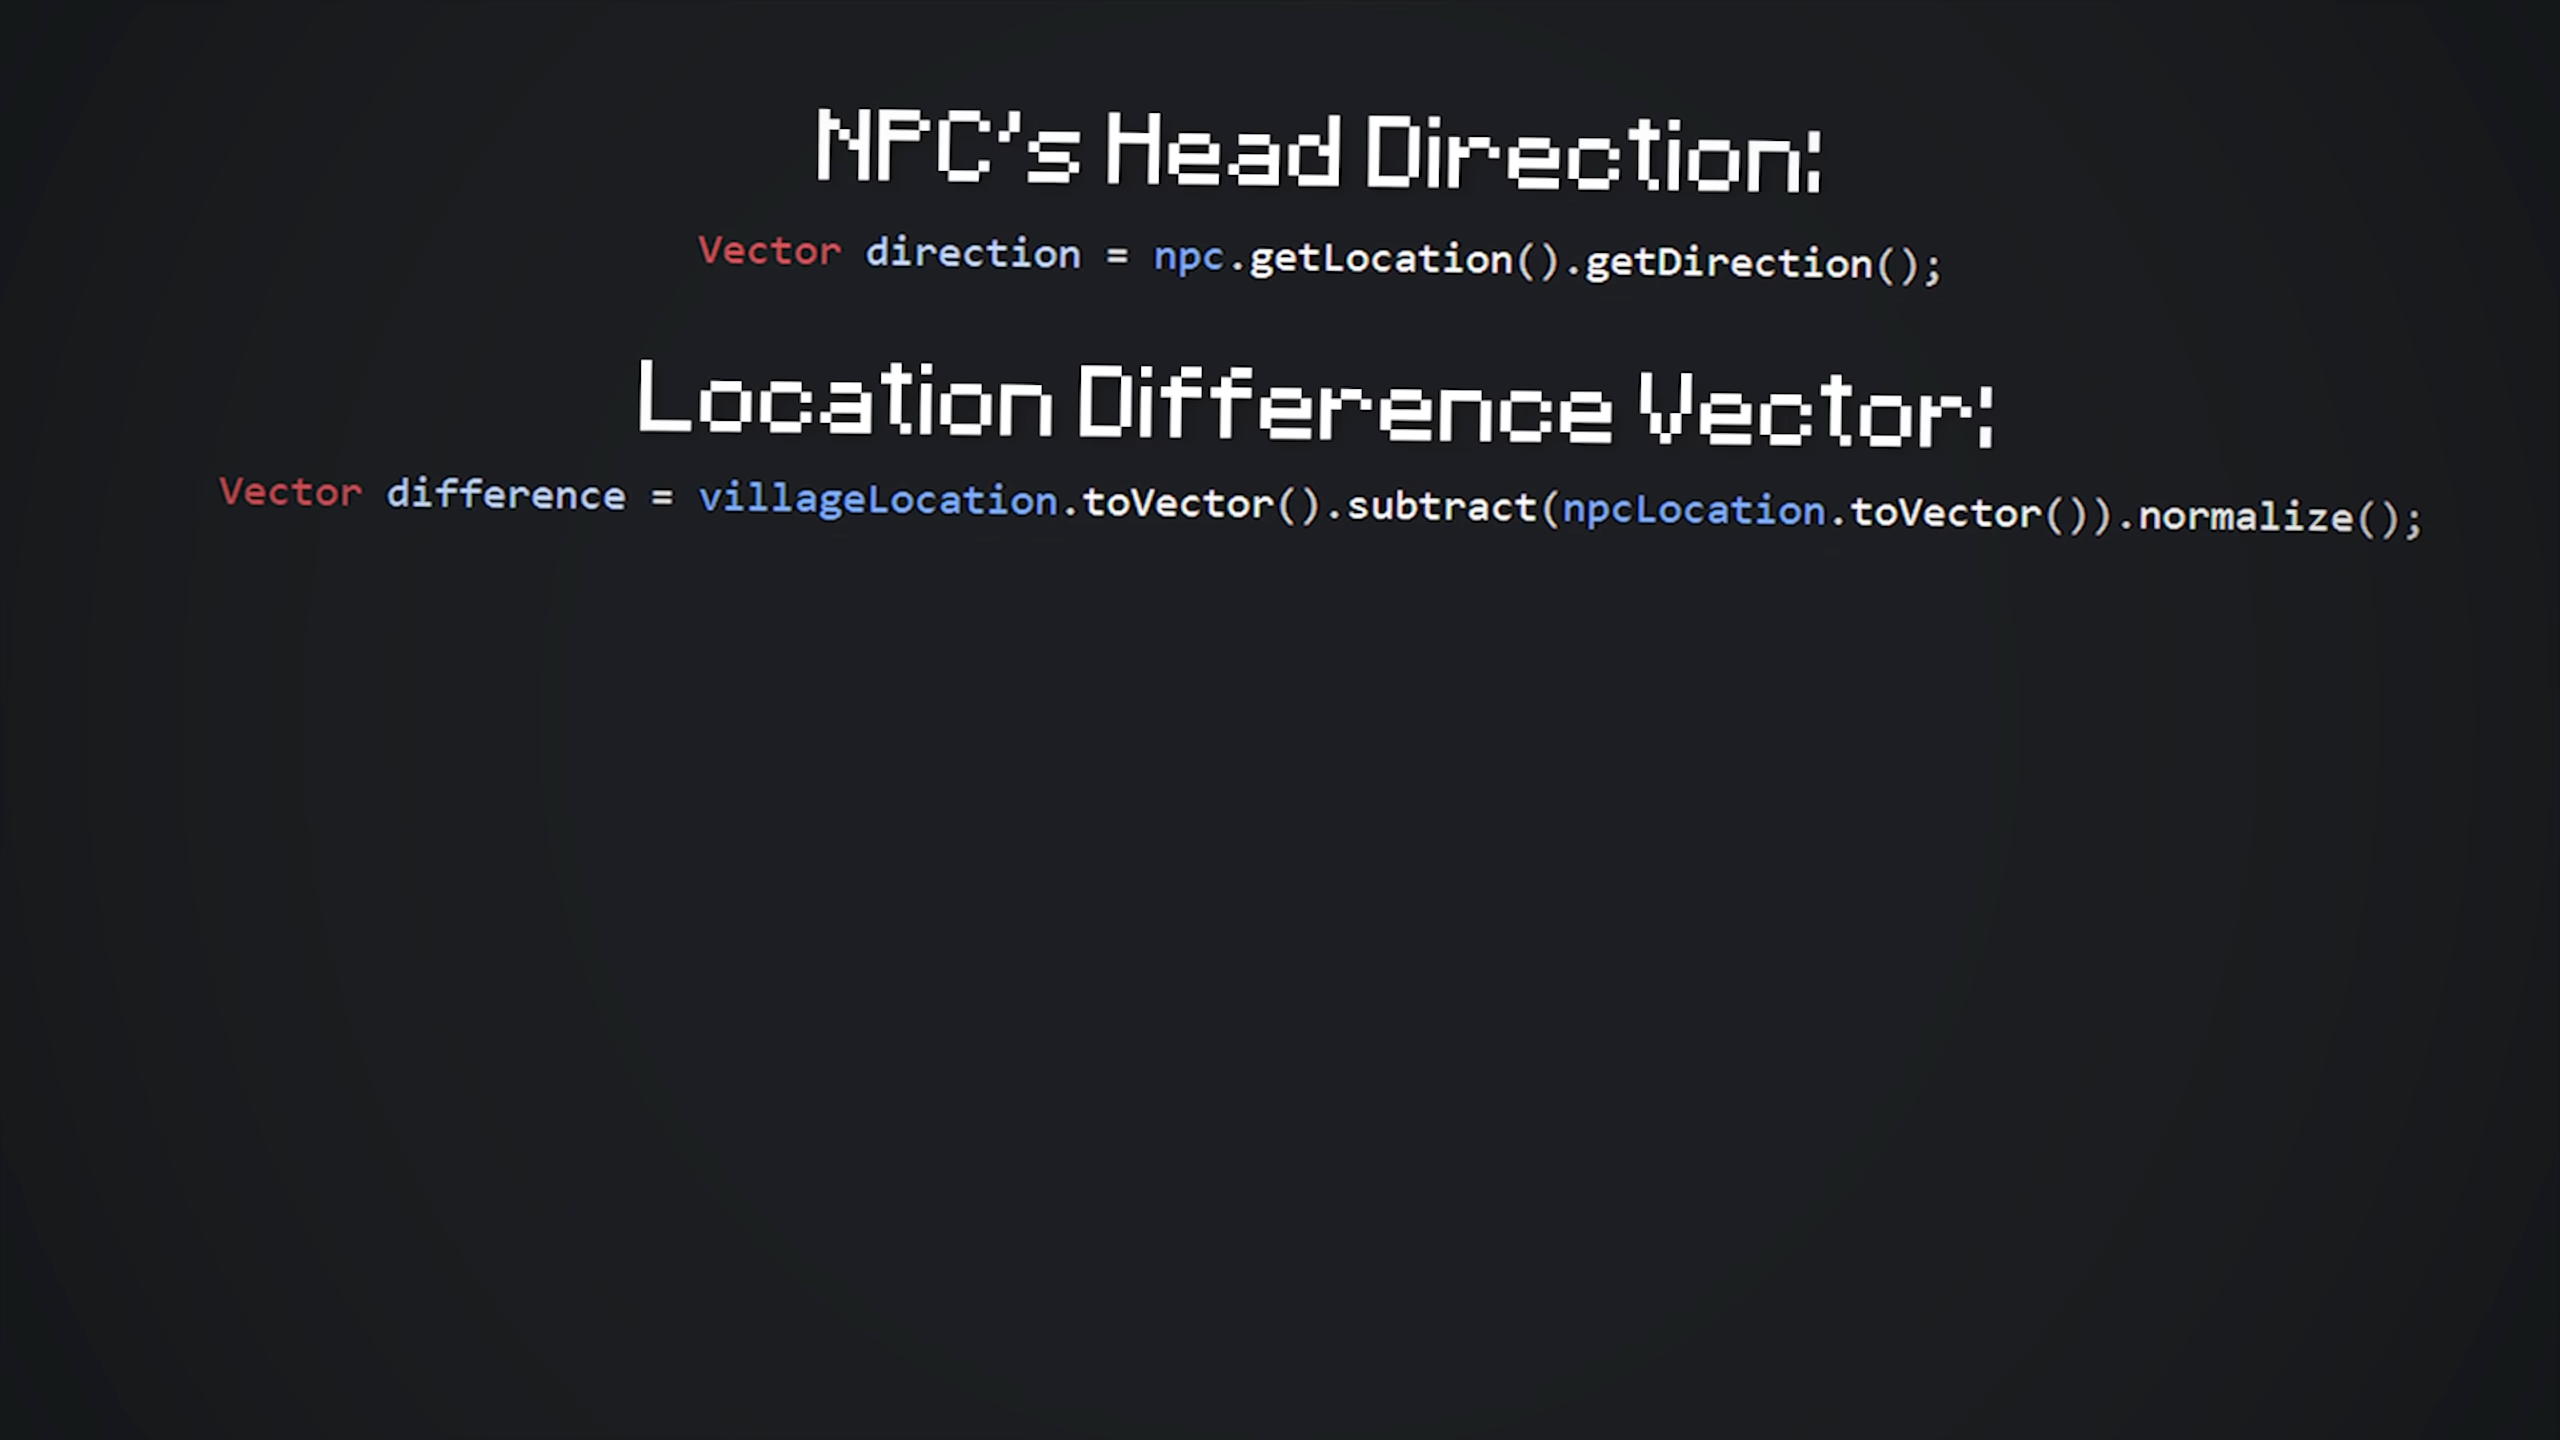 NPC's Head Direction:
Vector direction = npc.getLocation().getDirection();
Location Difference Vector:
Vector difference = villageLocation.toVector().subtract(npcLocation.toVector()).normalize();